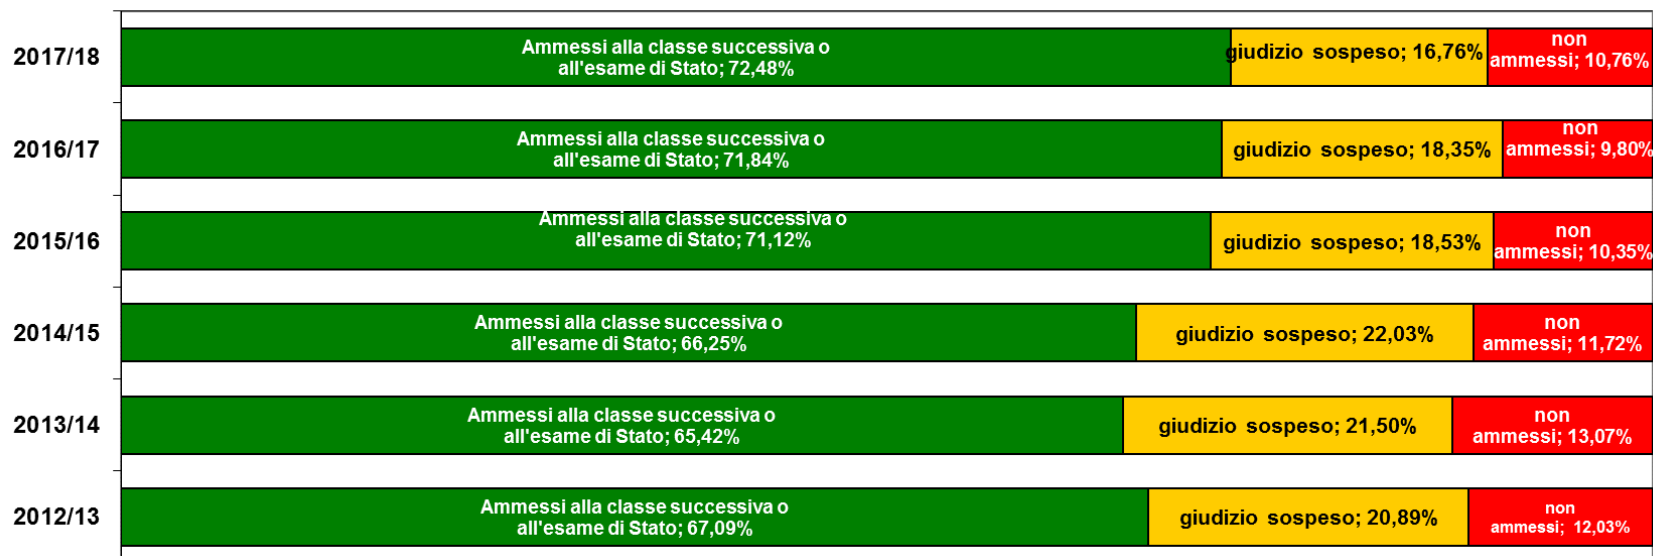 2017/18
Ammessi alla classe successiva o
all'esame di Stato; 72,48%
giudizio sospeso; 16,76%
non
ammessi; 10,76%
2016/17
Ammessi alla classe successiva o
all'esame di Stato; 71,84%
giudizio sospeso; 18,35%
non
ammessi; 9,80%
2015/16
Ammessi alla classe successiva o
all'esame di Stato; 71,12%
giudizio sospeso; 18,53%
non
ammessi; 10,35%
2014/15
Ammessi alla classe successiva o
all'esame di Stato; 66,25%
giudizio sospeso; 22,03%
non
ammessi; 11,72%
2013/14
Ammessi alla classe successiva o
all'esame di Stato; 65,42%
giudizio sospeso; 21,50%
non
ammessi; 13,07%
2012/13
Ammessi alla classe successiva o
all'esame di Stato; 67,09%
giudizio sospeso; 20,89%
non
ammessi; 12,03%